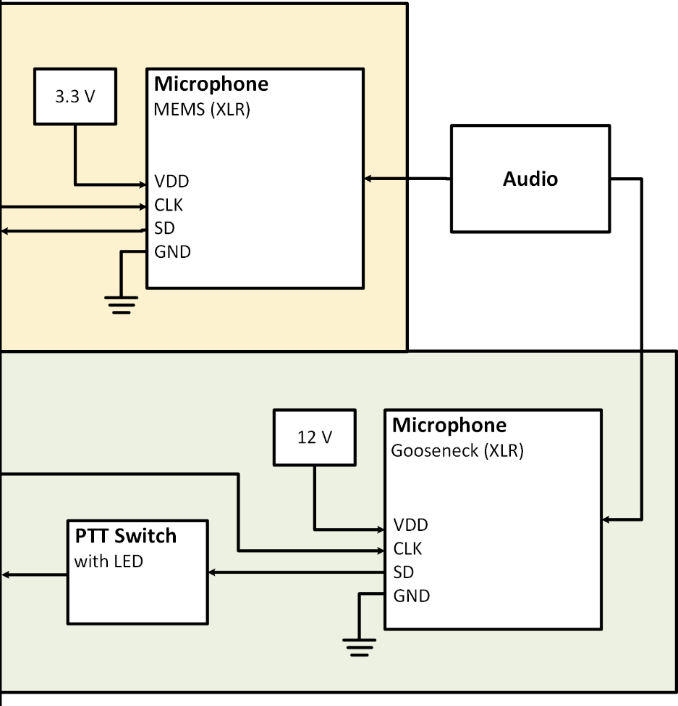 3.3 V
Microphone
MEMS (XLR)
VDD
CLK
SD
GND
Audio
12 V
Microphone
Gooseneck (XLR)
VDD
CLK
SD
GND
PTT Switch
with LED